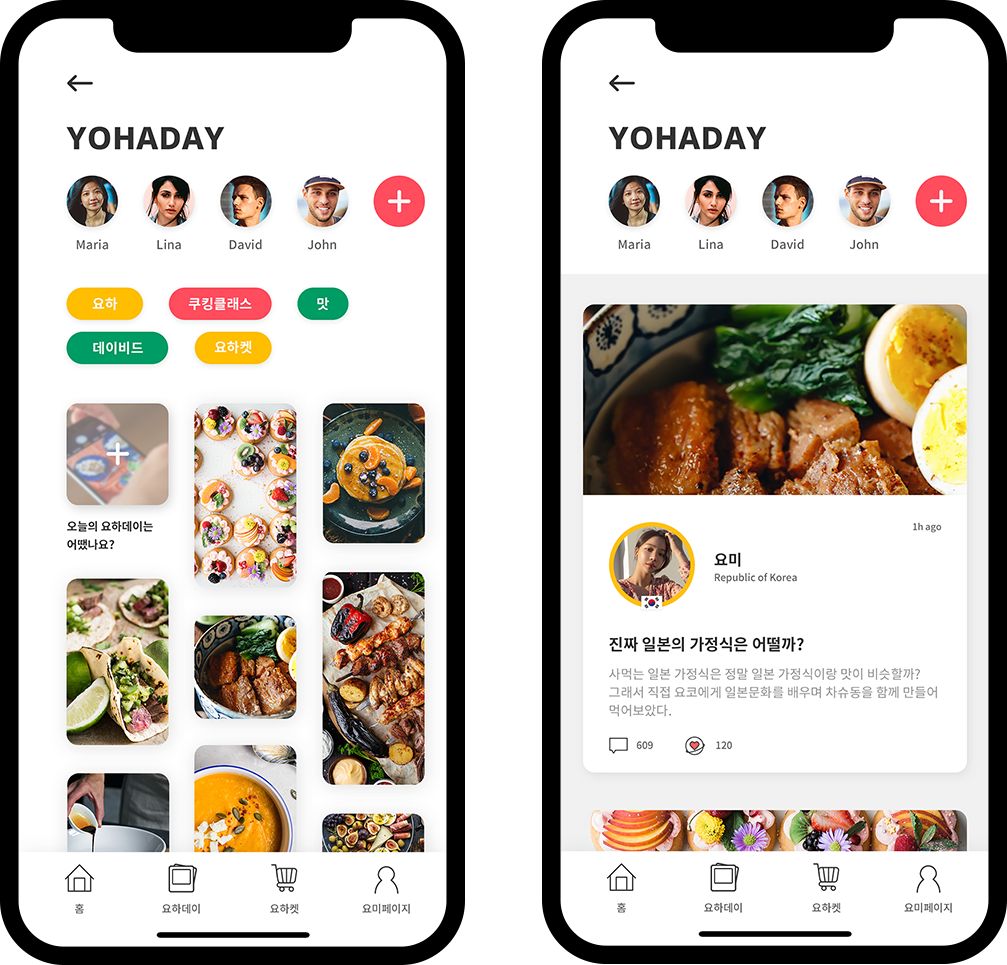 YOHADAY
Maria
Lina
David
John
요하
쿠킹클래스
맛
데이비드
요하켓
오늘의 요하데이는
어땠나요?
홈
요하데이
요하켓
요미페이지
YOHADAY
Maria
Lina
David
John
1h ago
요미
Republic of Korea
진짜 일본의 가정식은 어떨까?
사먹는 일본 가정식은 정말 일본 가정식이랑 맛이 비슷할까?
그래서 직접 요코에게 일본문화를 배우며 차슈동을 함께 만들어
먹어보았다.
609
120
홈
요하데이
요하켓
요미페이지